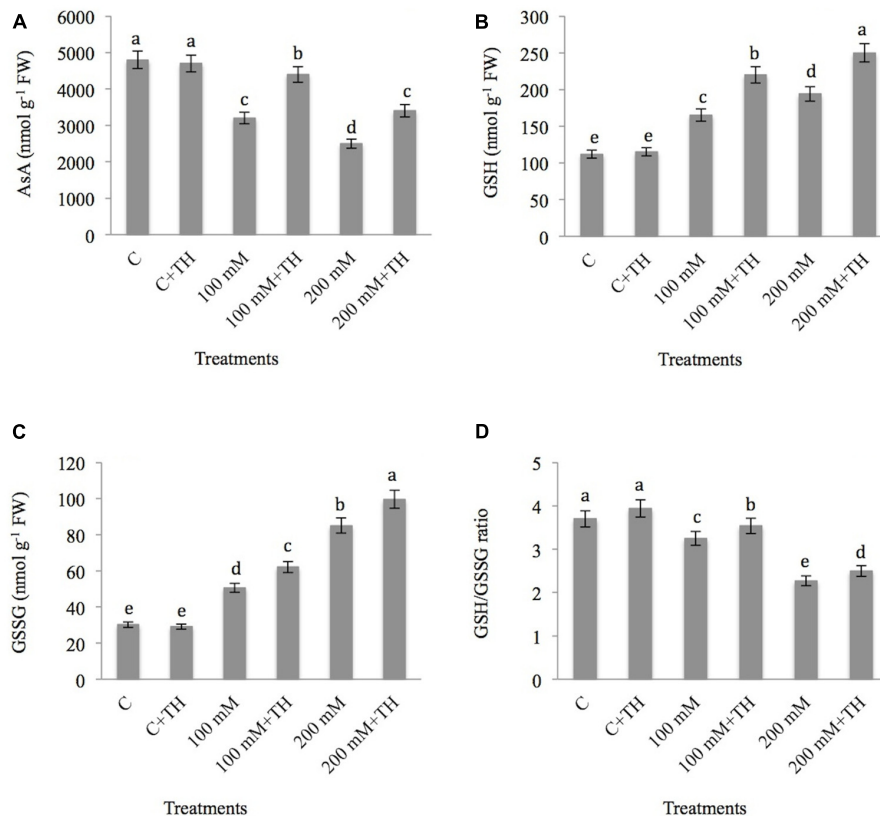 A
AsA (nmol g⁻¹ FW)
6000
5000
4000
3000
2000
1000
0
a
a
c
b
d
c
C
C+TH
100 mM
100 mM+TH
200 mM
200 mM+TH
Treatments
B
GSH (nmol g⁻¹ FW)
300
250
200
150
100
50
0
e
e
c
b
d
a
C
C+TH
100 mM
100 mM+TH
200 mM
200 mM+TH
Treatments
C
GSSG (nmol g⁻¹ FW)
120
100
80
60
40
20
0
e
e
d
c
b
a
C
C+TH
100 mM
100 mM+TH
200 mM
200 mM+TH
Treatments
D
GSH/GSSG ratio
5
4
3
2
1
0
a
a
c
b
e
d
C
C+TH
100 mM
100 mM+TH
200 mM
200 mM+TH
Treatments